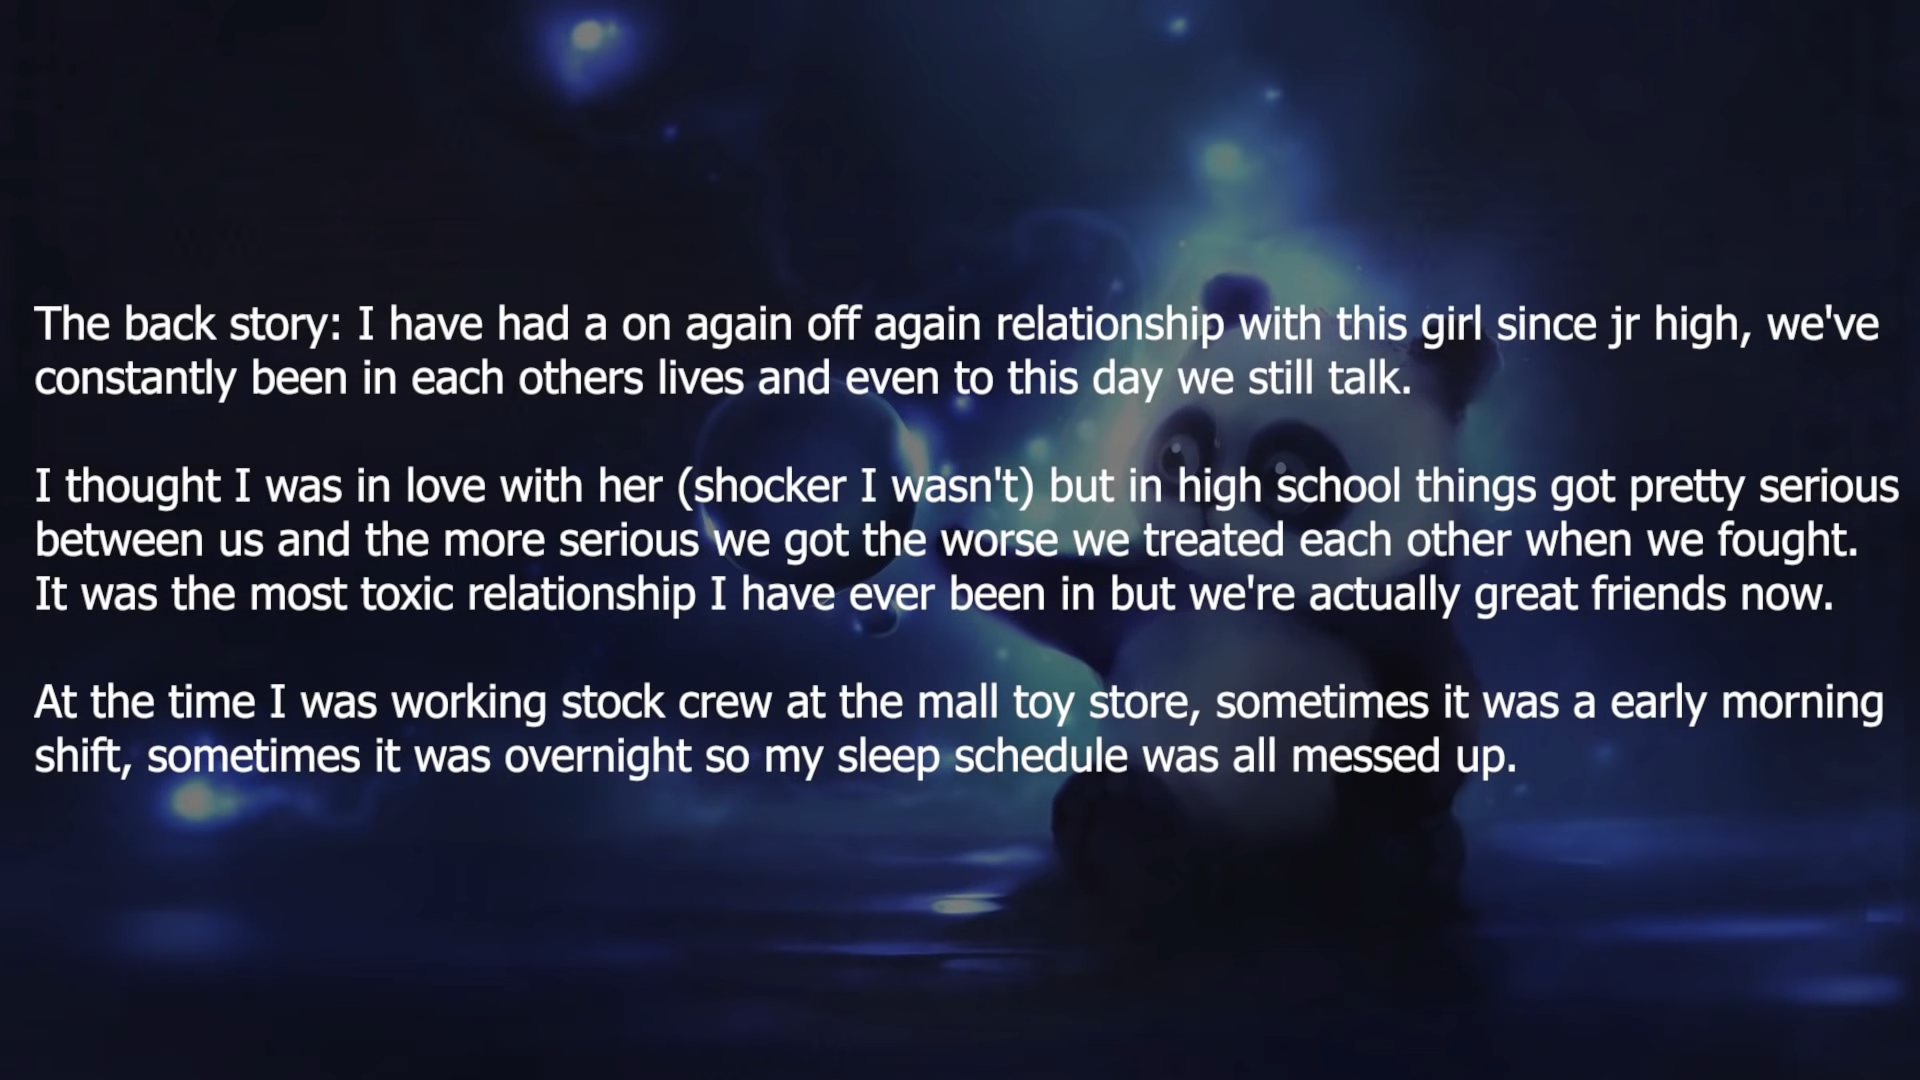 The back story: I have had a on again off again relationship with this girl since jr high, we've
constantly been in each others lives and even to this day we still talk.
I thought I was in love with her (shocker I wasn't) but in high school things got pretty serious
between us and the more serious we got the worse we treated each other when we fought.
It was the most toxic relationship I have ever been in but we're actually great friends now.
At the time I was working stock crew at the mall toy store, sometimes it was a early morning
shift, sometimes it was overnight so my sleep schedule was all messed up.